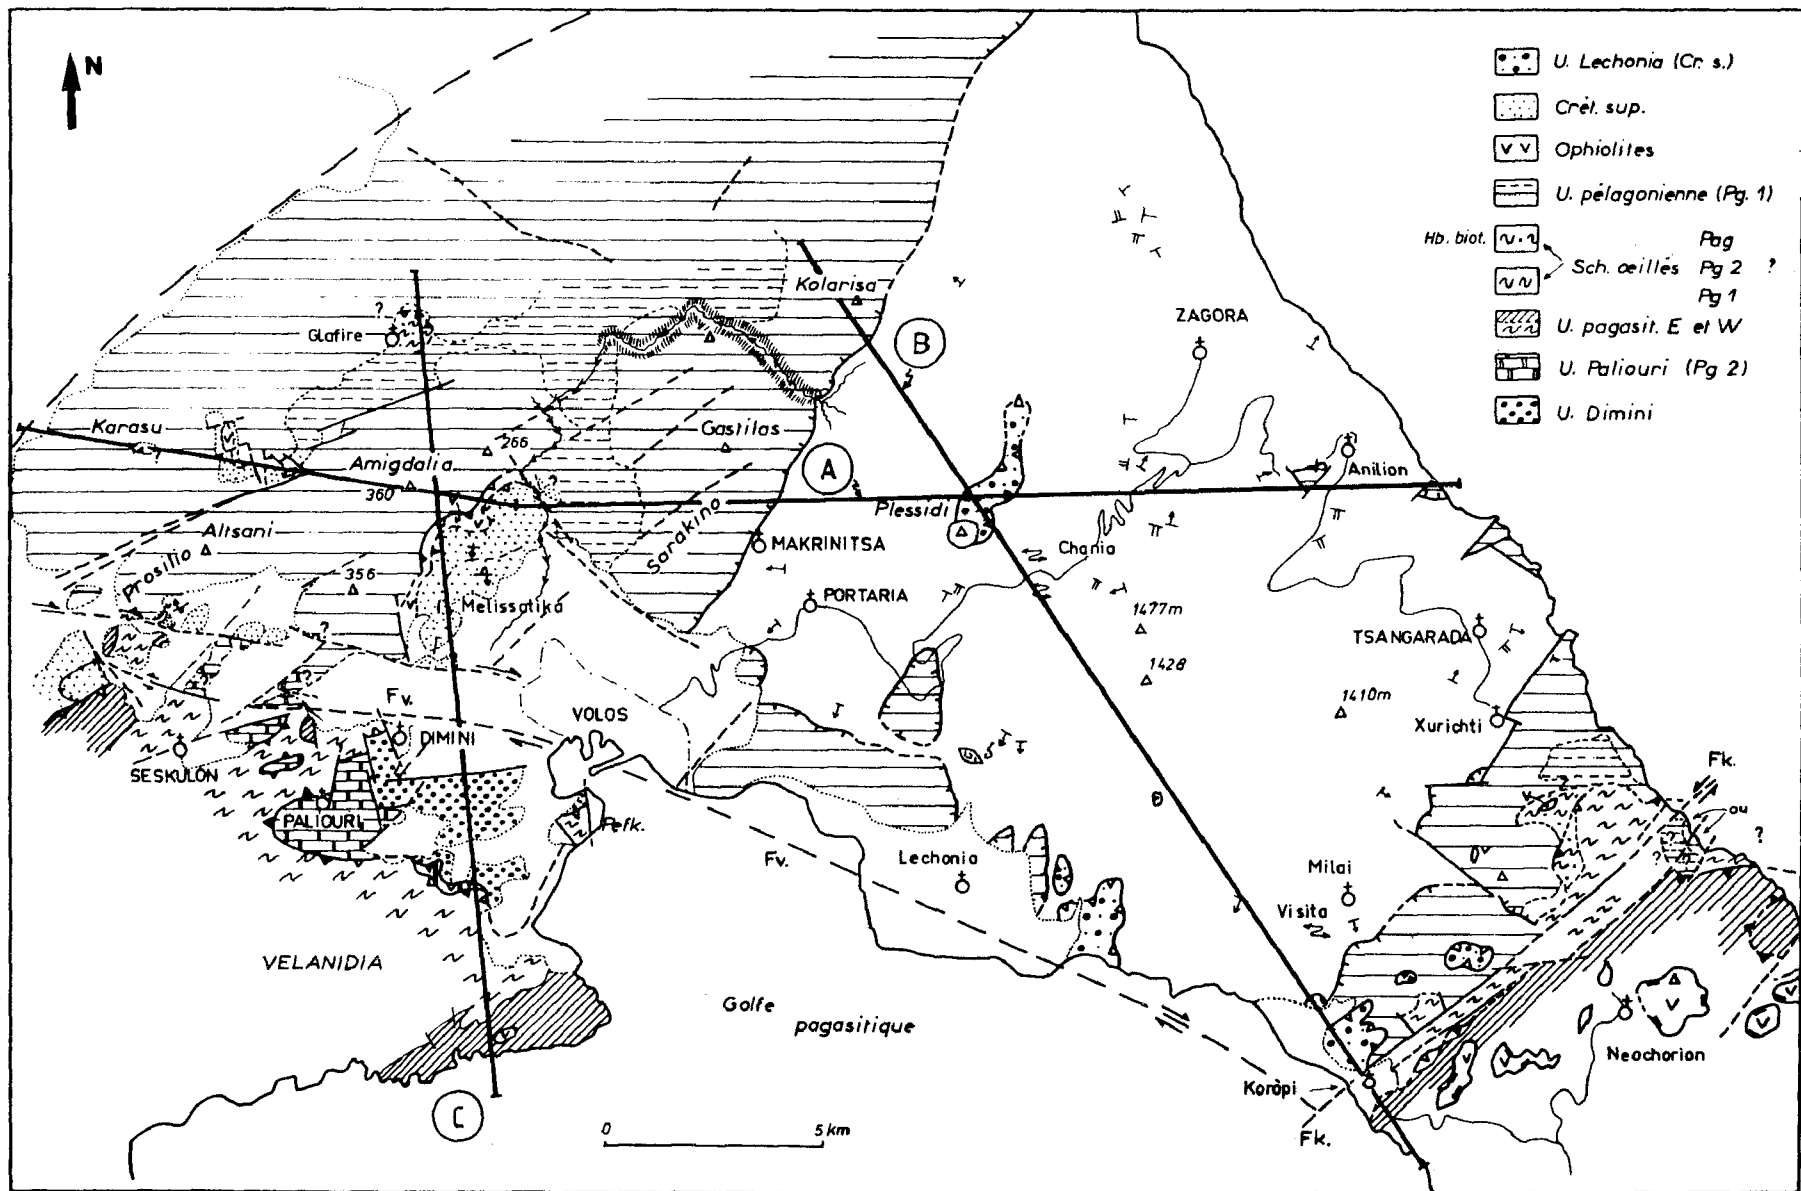 N
U. Lechonia (Cr. s.)
Crét. sup.
Ophiolites
U. pélagonienne (Pg. 1)
Hb. biot.
Sch. œillés
Pag
Pg 2 ?
Pg 1
U. pagasit. E et W
U. Paliouri (Pg 2)
U. Dimini
Kolarisa
B
ZAGORA
?
Glafire
Karasu
Gastilas
266
Amigdalia
360
?
A
Anilion
Plessidi
Altsani
Sarakino
MAKRINITSA
Chania
Prosilio
356
Melissatika
PORTARIA
1477m
TSANGARADA
?
1428
?
Fv.
1410m
VOLOS
Xurichti
DIMINI
SESKULON
Fk.
PALIOURI
Pefk.
ou
?
?
Fv.
Lechonia
Milai
Visita
VELANIDIA
Golfe
pagasitique
Neochorion
Koròpi
C
0 5 km
Fk.